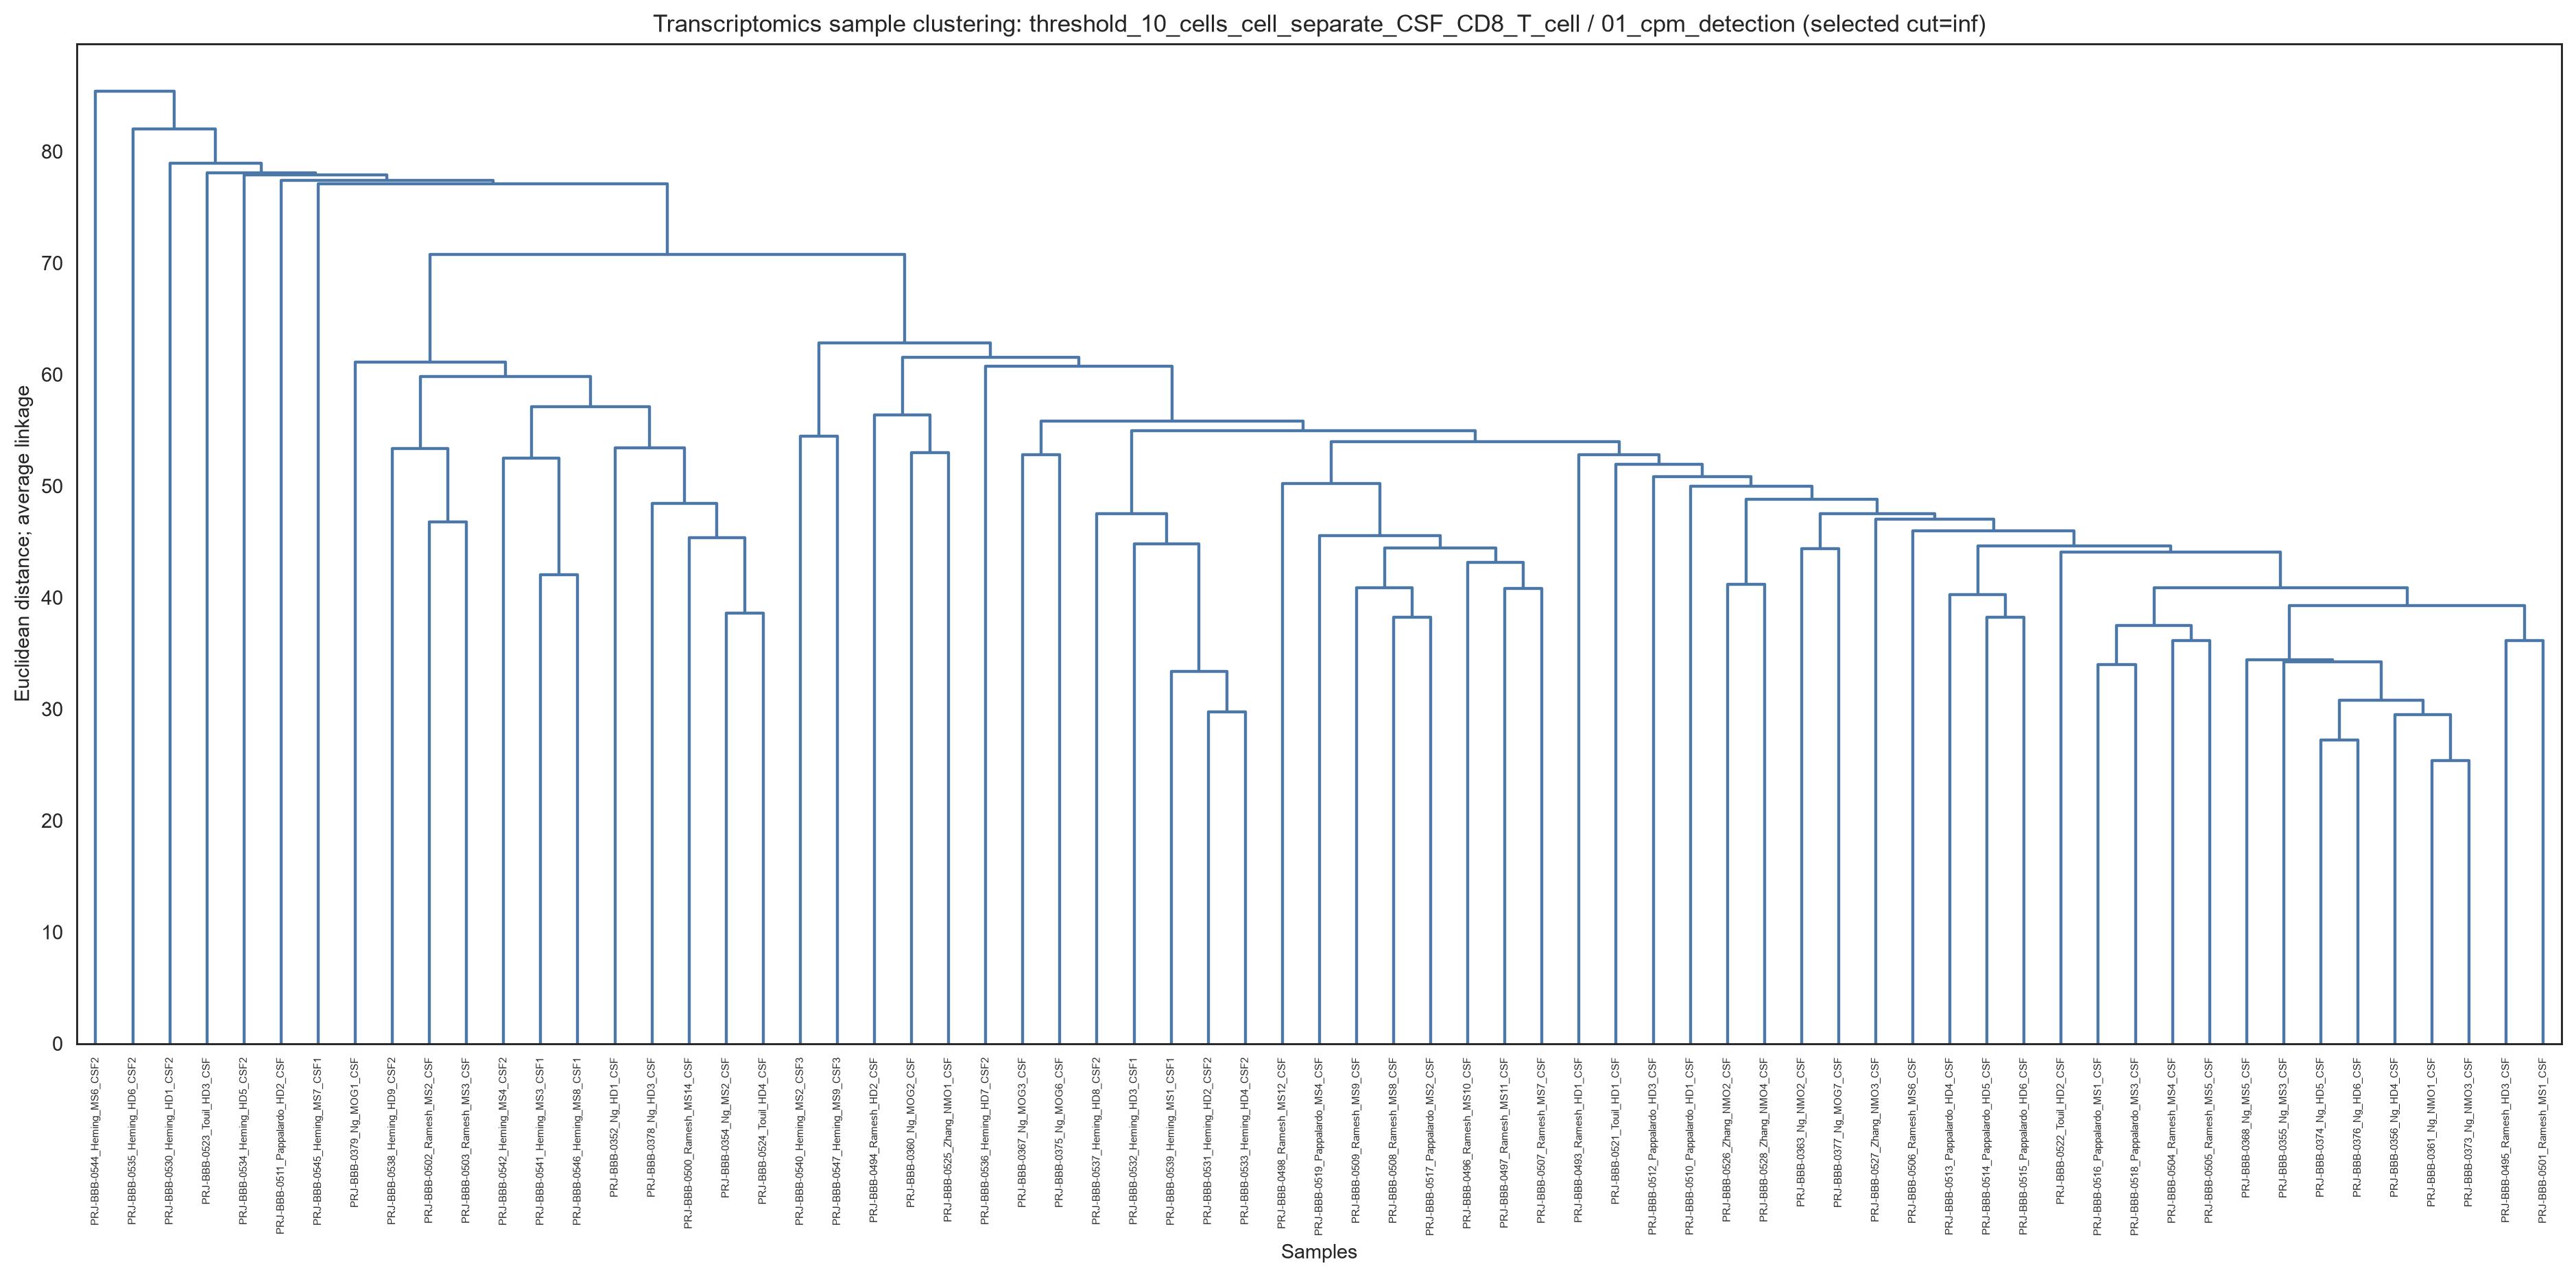 Transcriptomics sample clustering: threshold_10_cells_cell_separate_CSF_CD8_T_cell / 01_cpm_detection (selected cut=inf)
Euclidean distance; average linkage
80
70
60
50
40
30
20
10
0
PRJ-BBB-0544_Heming_MS6_CSF2
PRJ-BBB-0535_Heming_HD6_CSF2
PRJ-BBB-0530_Heming_HD1_CSF2
PRJ-BBB-0523_Touil_HD3_CSF
PRJ-BBB-0534_Heming_HD5_CSF2
PRJ-BBB-0511_Pappalardo_HD2_CSF
PRJ-BBB-0545_Heming_MS7_CSF1
PRJ-BBB-0379_Ng_MOG1_CSF
PRJ-BBB-0538_Heming_HD9_CSF2
PRJ-BBB-0502_Ramesh_MS2_CSF
PRJ-BBB-0503_Ramesh_MS3_CSF
PRJ-BBB-0542_Heming_MS4_CSF2
PRJ-BBB-0541_Heming_MS3_CSF1
PRJ-BBB-0546_Heming_MS8_CSF1
PRJ-BBB-0352_Ng_HD1_CSF
PRJ-BBB-0378_Ng_HD3_CSF
PRJ-BBB-0500_Ramesh_MS14_CSF
PRJ-BBB-0354_Ng_MS2_CSF
PRJ-BBB-0524_Touil_HD4_CSF
PRJ-BBB-0540_Heming_MS2_CSF3
PRJ-BBB-0547_Heming_MS9_CSF3
PRJ-BBB-0494_Ramesh_HD2_CSF
PRJ-BBB-0360_Ng_MOG2_CSF
PRJ-BBB-0525_Zhang_NMO1_CSF
PRJ-BBB-0536_Heming_HD7_CSF2
PRJ-BBB-0367_Ng_MOG3_CSF
PRJ-BBB-0375_Ng_MOG6_CSF
PRJ-BBB-0537_Heming_HD8_CSF2
PRJ-BBB-0532_Heming_HD3_CSF1
PRJ-BBB-0539_Heming_MS1_CSF1
PRJ-BBB-0531_Heming_HD2_CSF2
PRJ-BBB-0533_Heming_HD4_CSF2
PRJ-BBB-0498_Ramesh_MS12_CSF
PRJ-BBB-0519_Pappalardo_MS4_CSF
PRJ-BBB-0509_Ramesh_MS9_CSF
PRJ-BBB-0508_Ramesh_MS8_CSF
PRJ-BBB-0517_Pappalardo_MS2_CSF
PRJ-BBB-0496_Ramesh_MS10_CSF
PRJ-BBB-0497_Ramesh_MS11_CSF
PRJ-BBB-0507_Ramesh_MS7_CSF
PRJ-BBB-0493_Ramesh_HD1_CSF
PRJ-BBB-0521_Touil_HD1_CSF
PRJ-BBB-0512_Pappalardo_HD3_CSF
PRJ-BBB-0510_Pappalardo_HD1_CSF
PRJ-BBB-0526_Zhang_NMO2_CSF
PRJ-BBB-0528_Zhang_NMO4_CSF
PRJ-BBB-0363_Ng_NMO2_CSF
PRJ-BBB-0377_Ng_MOG7_CSF
PRJ-BBB-0527_Zhang_NMO3_CSF
PRJ-BBB-0506_Ramesh_MS6_CSF
PRJ-BBB-0513_Pappalardo_HD4_CSF
PRJ-BBB-0514_Pappalardo_HD5_CSF
PRJ-BBB-0515_Pappalardo_HD6_CSF
PRJ-BBB-0522_Touil_HD2_CSF
PRJ-BBB-0516_Pappalardo_MS1_CSF
PRJ-BBB-0518_Pappalardo_MS3_CSF
PRJ-BBB-0504_Ramesh_MS4_CSF
PRJ-BBB-0505_Ramesh_MS5_CSF
PRJ-BBB-0368_Ng_MS5_CSF
PRJ-BBB-0355_Ng_MS3_CSF
PRJ-BBB-0374_Ng_HD5_CSF
PRJ-BBB-0376_Ng_HD6_CSF
PRJ-BBB-0356_Ng_HD4_CSF
PRJ-BBB-0361_Ng_NMO1_CSF
PRJ-BBB-0373_Ng_NMO3_CSF
PRJ-BBB-0495_Ramesh_HD3_CSF
PRJ-BBB-0501_Ramesh_MS1_CSF
Samples